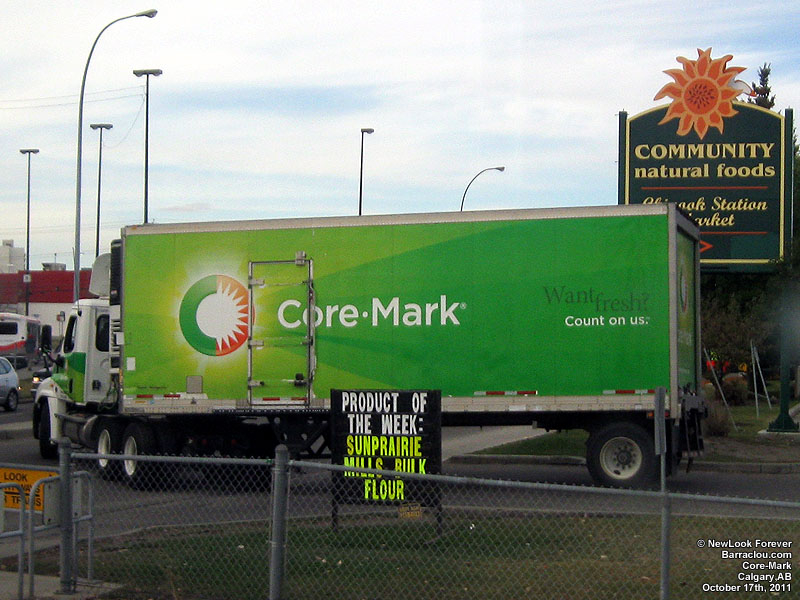 COMMUNITY
natural foods
Chinook Station
Market
Core-Mark®
Want fresh?
Count on us.
PRODUCT OF
THE WEEK:
SUNPRAIRIE
MILLS BULK
FLOUR
LOOK
© NewLook Forever
Barraclou.com
Core-Mark
Calgary,AB
October 17th, 2011